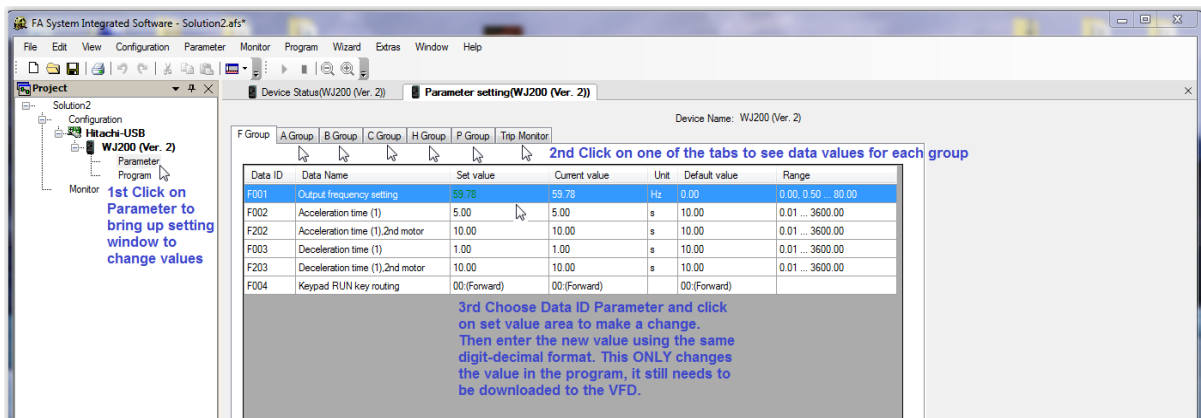 FA System Integrated Software - Solution2.afs*
File Edit View Configuration Parameter Monitor Program Wizard Extras Window Help
Project
Device Status(WJ200 (Ver. 2)) Parameter setting(WJ200 (Ver. 2))
Solution2
Configuration
Hitachi-USB
WJ200 (Ver. 2)
Parameter
Program
Monitor
1st Click on
Parameter to
bring up setting
window to
change values
Device Name: WJ200 (Ver. 2)
F Group A Group B Group C Group H Group P Group Trip Monitor
2nd Click on one of the tabs to see data values for each group
Data ID Data Name Set value Current value Unit Default value Range
F001 Output frequency setting 59.78 59.78 Hz 0.00 0.00, 0.50 ... 80.00
F002 Acceleration time (1) 5.00 5.00 s 10.00 0.01 ... 3600.00
F202 Acceleration time (1),2nd motor 10.00 10.00 s 10.00 0.01 ... 3600.00
F003 Deceleration time (1) 1.00 1.00 s 10.00 0.01 ... 3600.00
F203 Deceleration time (1),2nd motor 10.00 10.00 s 10.00 0.01 ... 3600.00
F004 Keypad RUN key routing 00:(Forward) 00:(Forward) 00:(Forward)
3rd Choose Data ID Parameter and click
on set value area to make a change.
Then enter the new value using the same
digit-decimal format. This ONLY changes
the value in the program, it still needs to
be downloaded to the VFD.